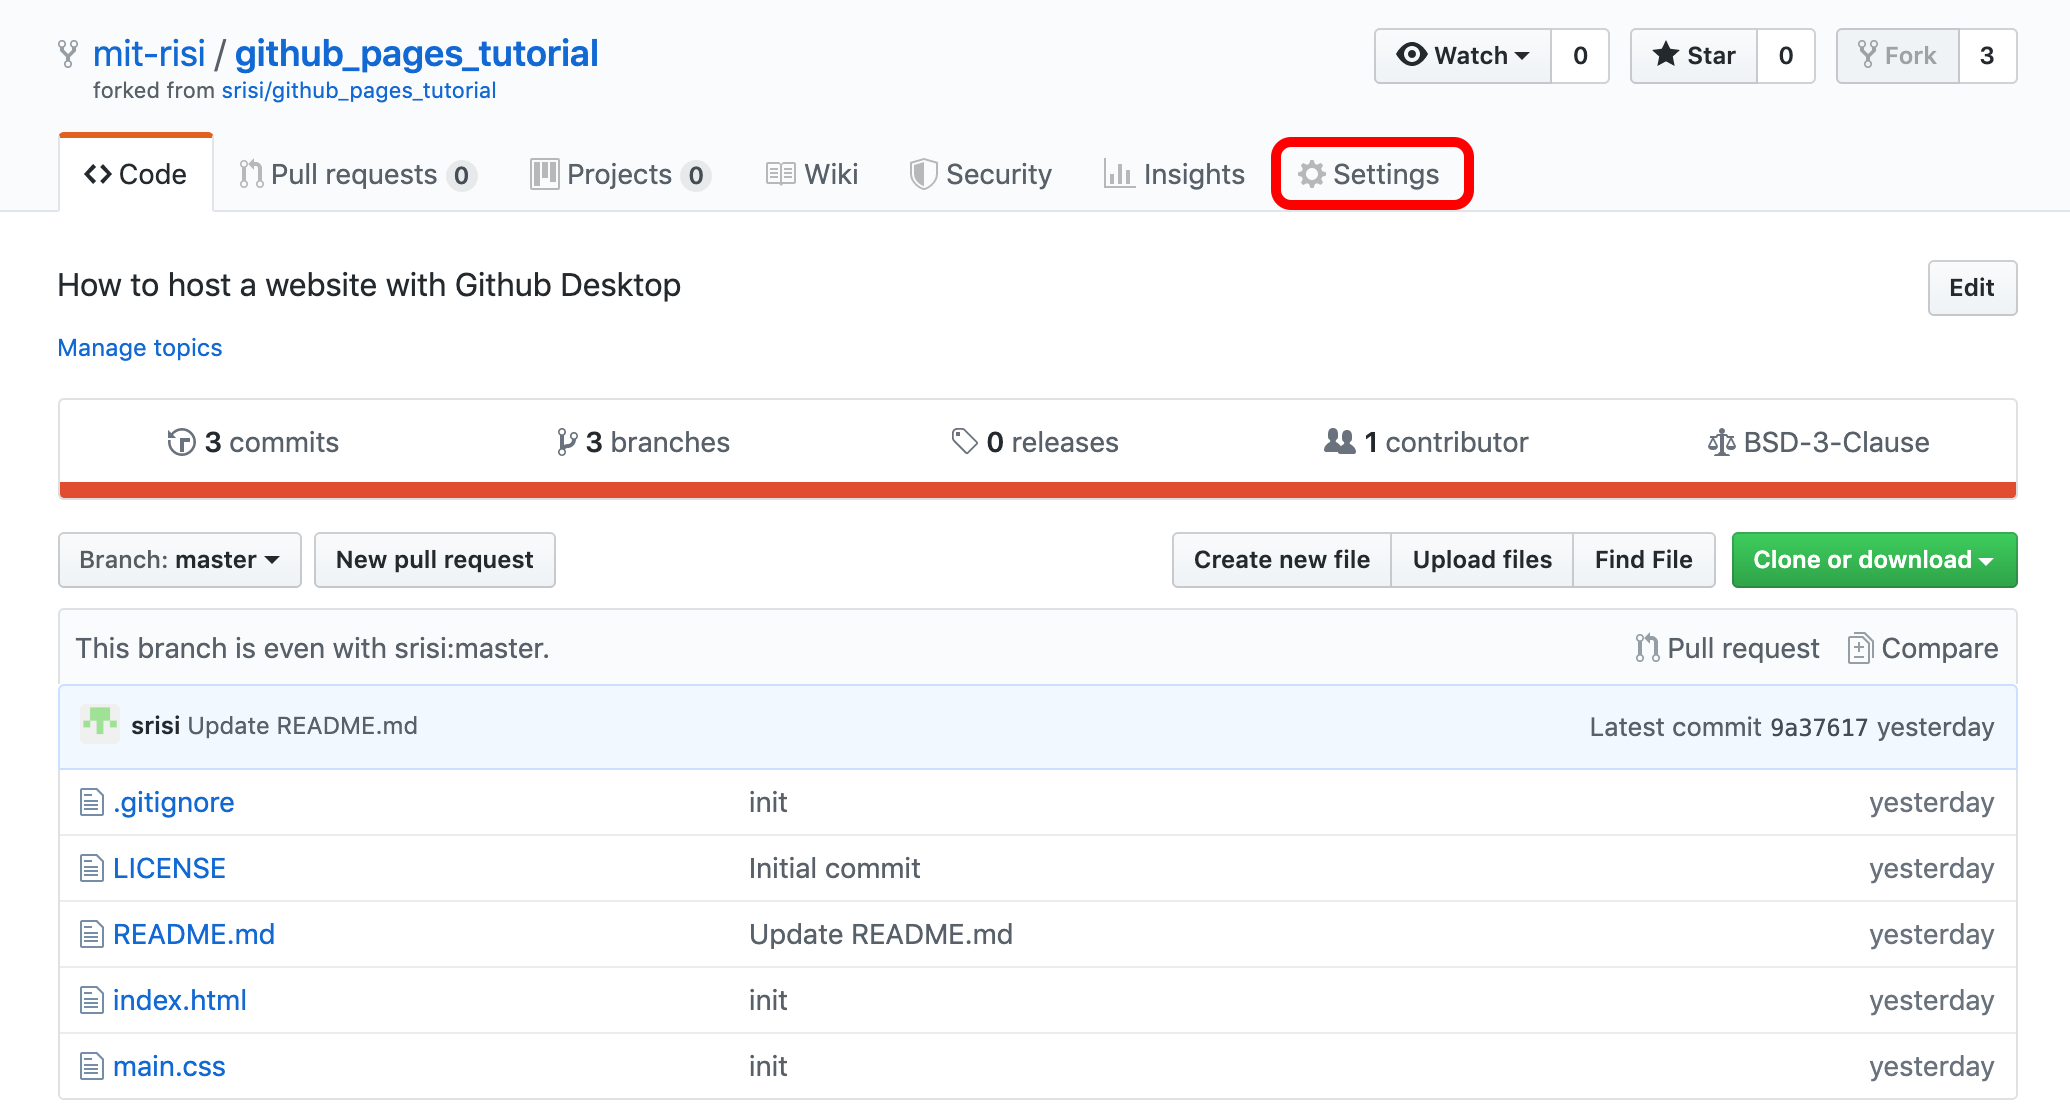 mit-risi / github_pages_tutorial
forked from srisi/github_pages_tutorial
Watch 0 Star 0 Fork 3
Code Pull requests 0 Projects 0 Wiki Security Insights Settings
How to host a website with Github Desktop
Edit
Manage topics
3 commits 3 branches 0 releases 1 contributor BSD-3-Clause
Branch: master New pull request Create new file Upload files Find File Clone or download
This branch is even with srisi:master. Pull request Compare
srisi Update README.md Latest commit 9a37617 yesterday
.gitignore init yesterday
LICENSE Initial commit yesterday
README.md Update README.md yesterday
index.html init yesterday
main.css init yesterday